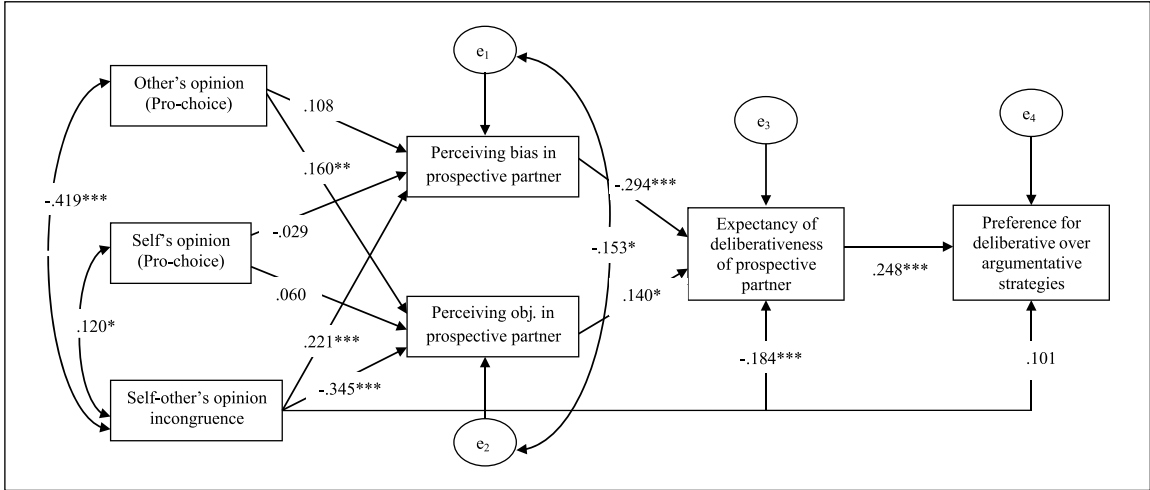 e1
Other's opinion
(Pro-choice)
.108
e3
e4
Perceiving bias in
prospective partner
.160**
-.294***
-.419***
-.029
Self's opinion
(Pro-choice)
-.153*
Expectancy of
deliberativeness
of prospective
partner
Preference for
deliberative over
argumentative
strategies
.248***
.060
.140*
Perceiving obj. in
prospective partner
.120*
.221***
-.184***
.101
-.345***
Self-other's opinion
incongruence
e2